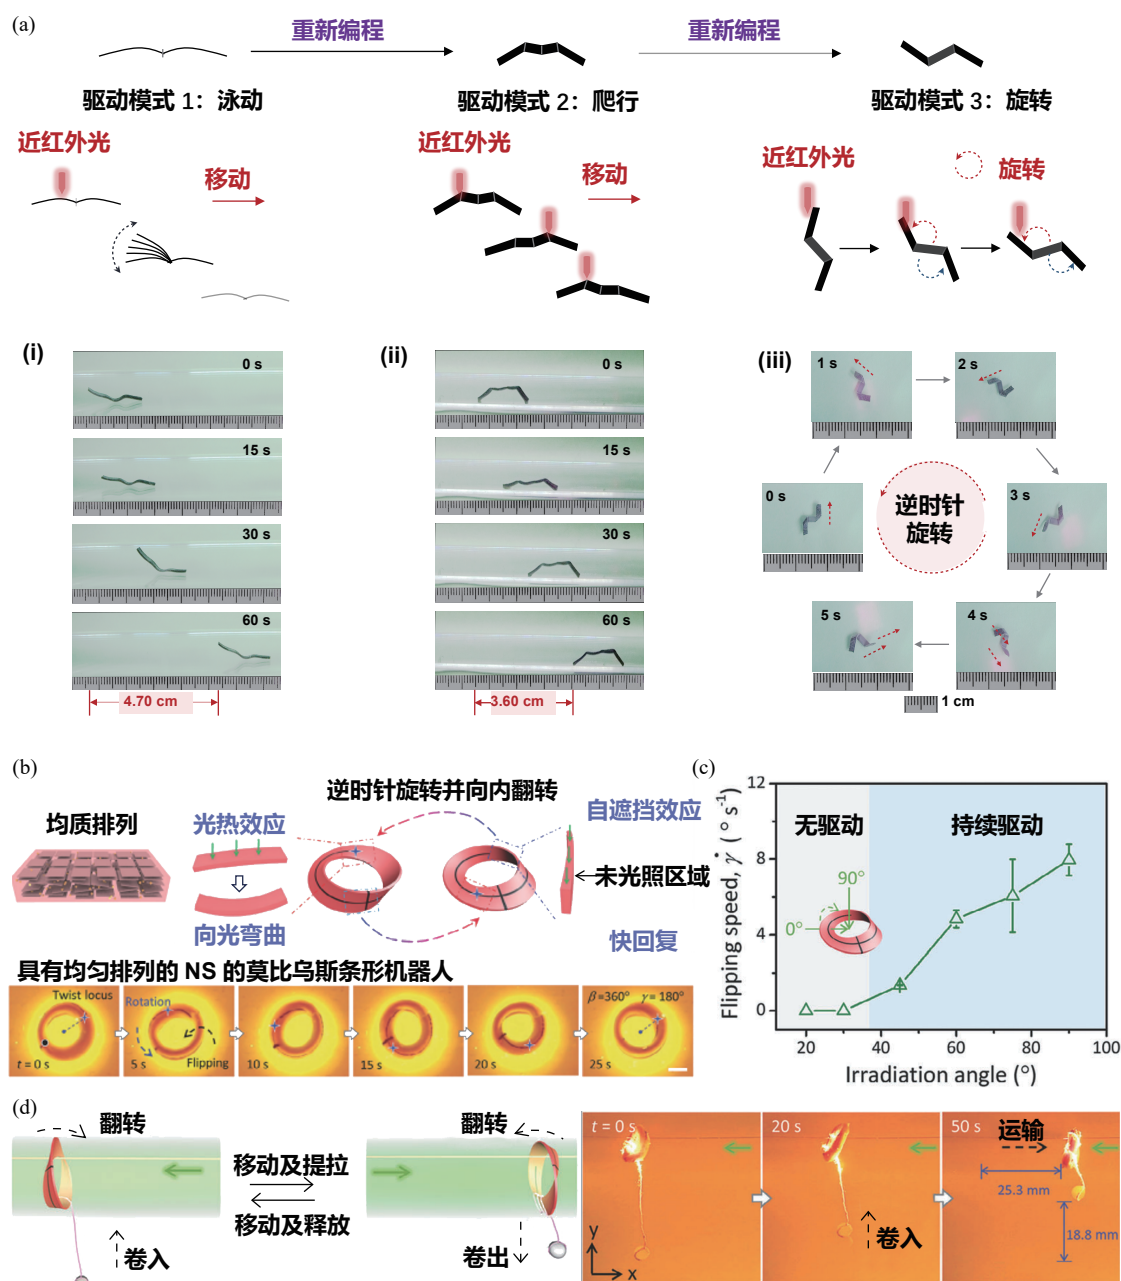 (a)
重新编程
重新编程
驱动模式 1：泳动
驱动模式 2：爬行
驱动模式 3：旋转
近红外光
移动
近红外光
移动
近红外光
旋转
(i)
0 s
15 s
30 s
60 s
4.70 cm
(ii)
0 s
15 s
30 s
60 s
3.60 cm
(iii)
1 s
2 s
0 s
逆时针
旋转
3 s
5 s
4 s
1 cm
(b)
均质排列
光热效应
向光弯曲
逆时针旋转并向内翻转
自遮挡效应
未光照区域
快回复
具有均匀排列的 NS 的莫比乌斯条形机器人
Twist locus
t = 0 s
Rotation
Flipping
5 s
10 s
15 s
20 s
β=360° γ = 180°
25 s
(c)
Flipping speed, γ̇ (° s⁻¹)
12
8
4
0
无驱动
持续驱动
90°
0°
20
40
60
80
100
Irradiation angle (°)
(d)
翻转
卷入
移动及提拉
移动及释放
翻转
卷出
t = 0 s
y
x
20 s
卷入
50 s
运输
25.3 mm
18.8 mm